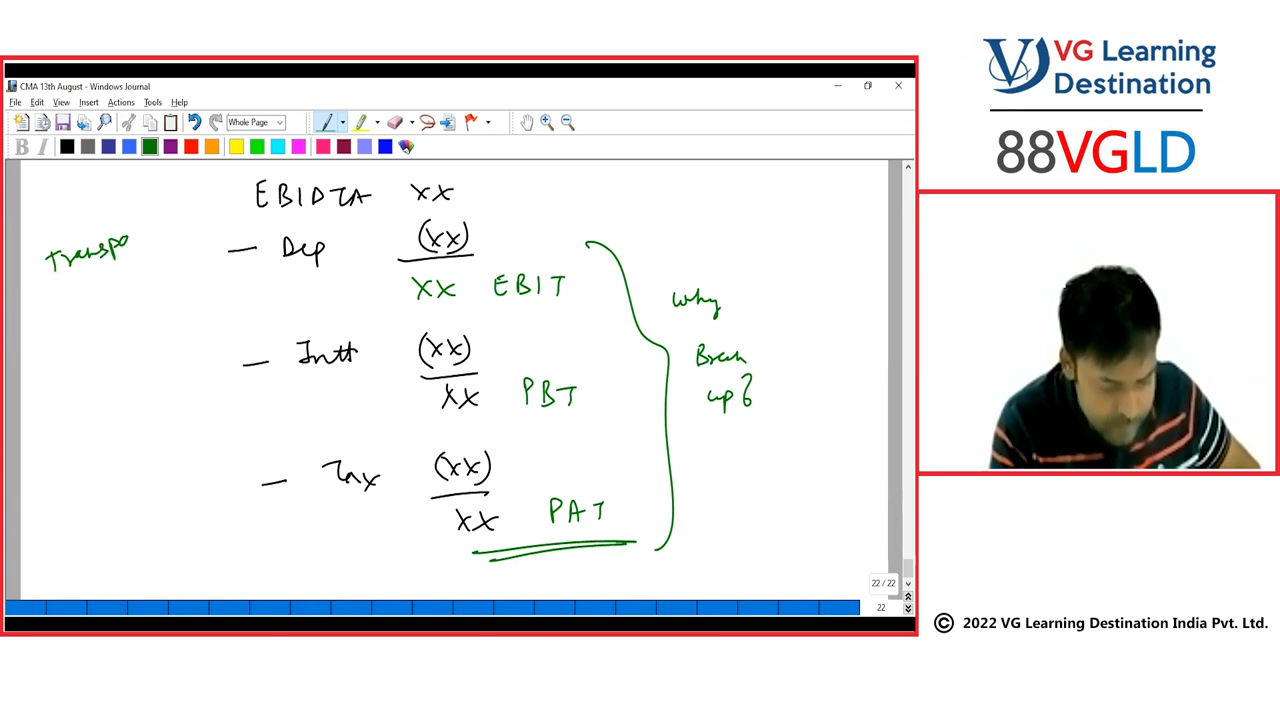 CMA 13th August - Windows Journal
File Edit View Insert Actions Tools Help
Whole Page
B I
EBIDTA XX
Transpo
— Dep (XX)
XX EBIT
Why
— Intt (XX)
Break
XX PBT
up?
— Tax (XX)
XX PAT
22 / 22
22
VG Learning
Destination
88VGLD
© 2022 VG Learning Destination India Pvt. Ltd.